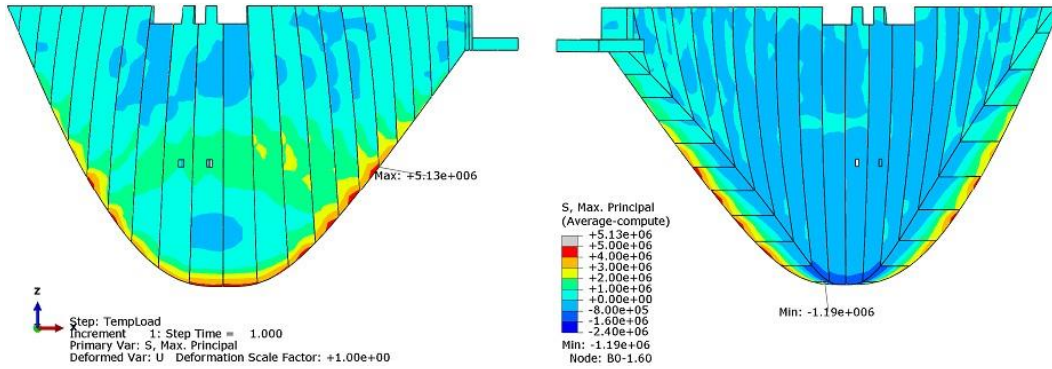 Max: +5.13e+006
z
x
Step: TempLoad
Increment 1: Step Time = 1.000
Primary Var: S, Max. Principal
Deformed Var: U Deformation Scale Factor: +1.00e+00
S, Max. Principal
(Average-compute)
+5.13e+06
+5.00e+06
+4.00e+06
+3.00e+06
+2.00e+06
+1.00e+06
+0.00e+00
-8.00e+05
-1.60e+06
-2.40e+06
Min: -1.19e+06
Node: B0-1.60
Min: -1.19e+006